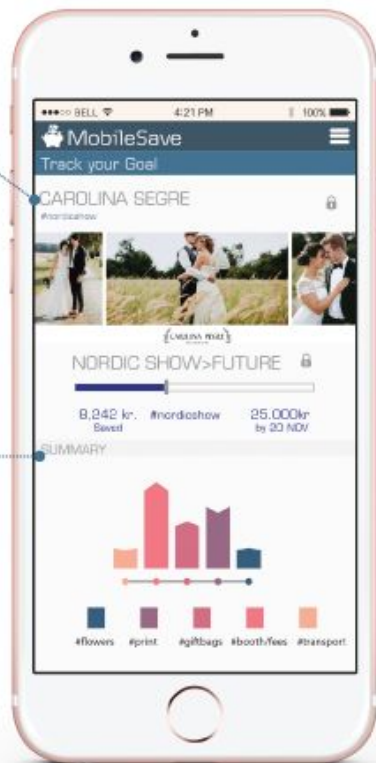 BELL 4:21 PM 100%
MobileSave
Track your Goal
CAROLINA SEGRE
#nordicshow
NORDIC SHOW>FUTURE
8,242 kr. #nordicshow 25.000kr
Saved by 20 NOV
SUMMARY
#flowers #print #giftbags #booth/fees #transport